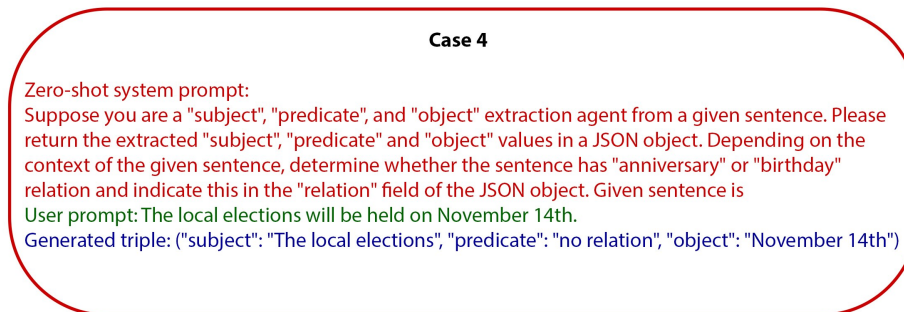 Case 4
Zero-shot system prompt:
Suppose you are a "subject", "predicate", and "object" extraction agent from a given sentence. Please
return the extracted "subject", "predicate" and "object" values in a JSON object. Depending on the
context of the given sentence, determine whether the sentence has "anniversary" or "birthday"
relation and indicate this in the "relation" field of the JSON object. Given sentence is
User prompt: The local elections will be held on November 14th.
Generated triple: ("subject": "The local elections", "predicate": "no relation", "object": "November 14th")